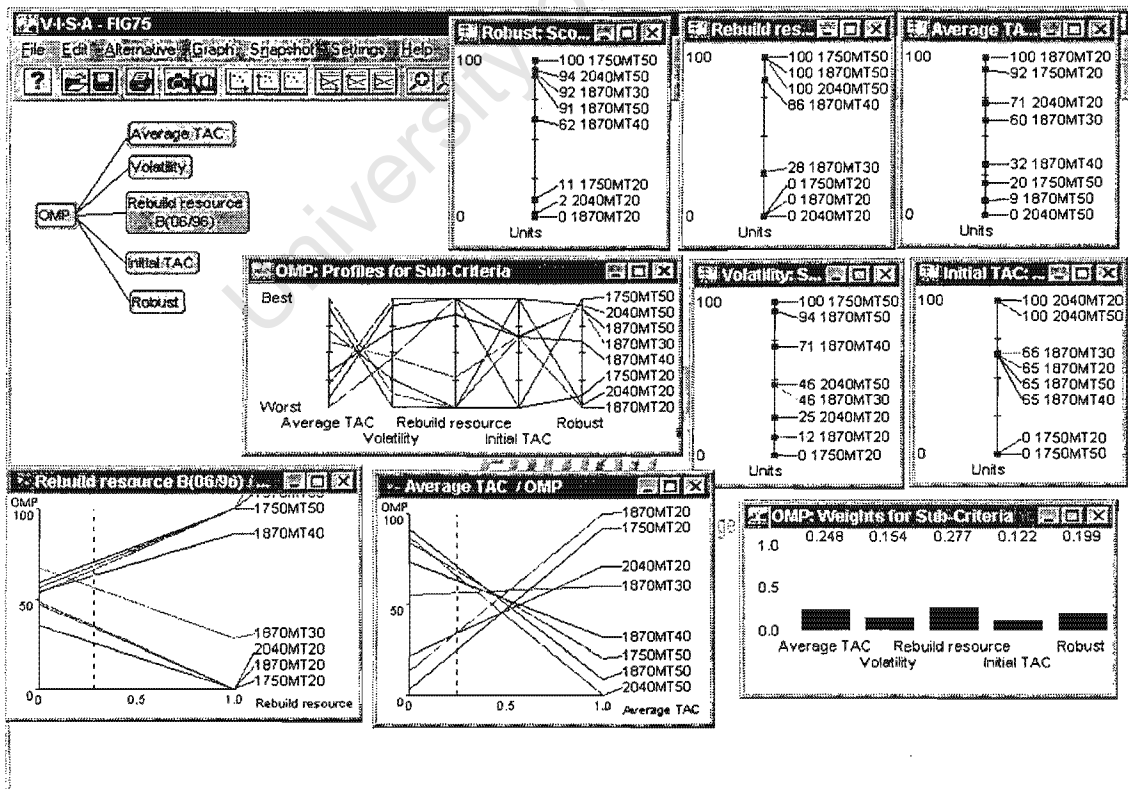 V·I·S·A - FIG75
File Edit Alternative Graph Snapshot Settings Help
?
OMP
Average TAC
Volatility
Rebuild resource
B(06/96)
Initial TAC
Robust
Robust: Sco...
100
100 1750MT50
94 2040MT50
92 1870MT30
91 1870MT50
62 1870MT40
11 1750MT20
2 2040MT20
0
0 1870MT20
Units
Rebuild res...
100
100 1750MT50
100 1870MT50
100 2040MT50
86 1870MT40
28 1870MT30
0 1750MT20
0 1870MT20
0
0 2040MT20
Units
Average TA...
100
100 1870MT20
92 1750MT20
71 2040MT20
60 1870MT30
32 1870MT40
20 1750MT50
9 1870MT50
0
0 2040MT50
Units
OMP: Profiles for Sub-Criteria
Best
Worst
1750MT50
2040MT50
1870MT50
1870MT30
1870MT40
1750MT20
2040MT20
1870MT20
Average TAC Rebuild resource Robust
Volatility Initial TAC
Volatility: S...
100
100 1750MT50
94 1870MT50
71 1870MT40
46 2040MT50
46 1870MT30
25 2040MT20
12 1870MT20
0
0 1750MT20
Units
Initial TAC: ...
100
100 2040MT20
100 2040MT50
66 1870MT30
65 1870MT20
65 1870MT50
65 1870MT40
0 1750MT20
0
0 1750MT50
Units
Rebuild resource B(06/96) / ...
OMP
100
50
0
0.5
1.0
Rebuild resource
1750MT50
1870MT40
1870MT30
2040MT20
1870MT20
1750MT20
Average TAC / OMP
OMP
100
50
0
0.5
1.0
Average TAC
1870MT20
1750MT20
2040MT20
1870MT30
1870MT40
1750MT50
1870MT50
2040MT50
ge
OMP: Weights for Sub-Criteria
1.0
0.5
0.0
0.248 0.154 0.277 0.122 0.199
Average TAC Rebuild resource Robust
Volatility Initial TAC
University